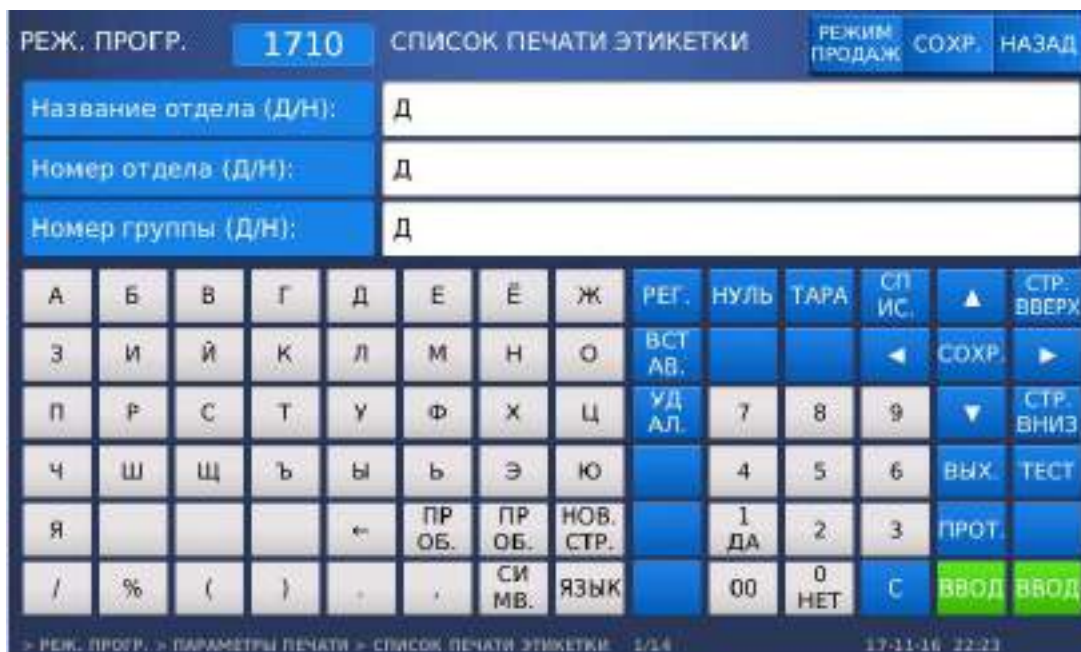 РЕЖ. ПРОГР. 1710 СПИСОК ПЕЧАТИ ЭТИКЕТКИ РЕЖИМ ПРОДАЖ СОХР. НАЗАД
Название отдела (Д/Н): Д
Номер отдела (Д/Н): Д
Номер группы (Д/Н): Д
А Б В Г Д Е Ё Ж РЕГ. НУЛЬ ТАРА СП ИС. ▲ СТР. ВВЕРХ
З И Й К Л М Н О ВСТ АВ. ◄ СОХР. ►
П Р С Т У Ф Х Ц УД АЛ. 7 8 9 ▼ СТР. ВНИЗ
Ч Ш Щ Ъ Ы Ь Э Ю 4 5 6 ВЫХ. ТЕСТ
Я ← ПР ОБ. ПР ОБ. НОВ. СТР. 1 ДА 2 3 ПРОТ.
/ % ( ) . , СИ МВ. ЯЗЫК 00 0 НЕТ С ВВОД ВВОД
> РЕЖ. ПРОГР. > ПАРАМЕТРЫ ПЕЧАТИ > СПИСОК ПЕЧАТИ ЭТИКЕТКИ 1/14 17-11-16 22:23